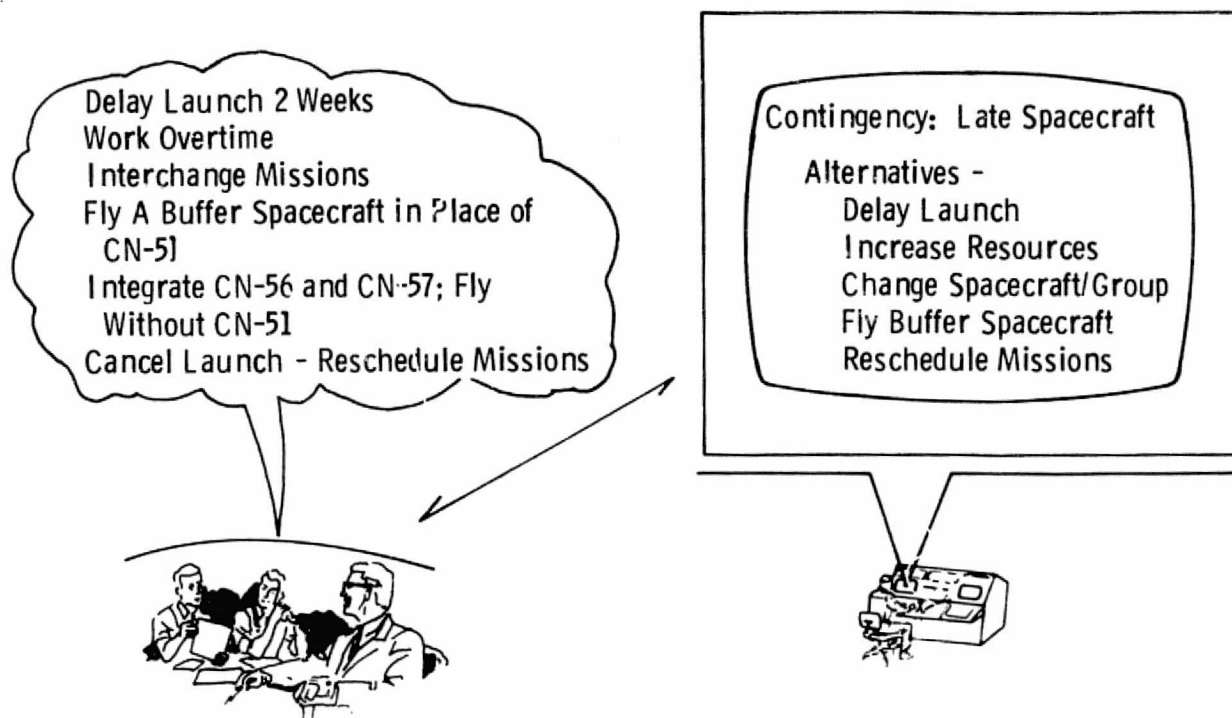 Delay Launch 2 Weeks
Work Overtime
Interchange Missions
Fly A Buffer Spacecraft in Place of
CN-51
Integrate CN-56 and CN-57; Fly
Without CN-51
Cancel Launch - Reschedule Missions
Contingency: Late Spacecraft
Alternatives -
Delay Launch
Increase Resources
Change Spacecraft/Group
Fly Buffer Spacecraft
Reschedule Missions